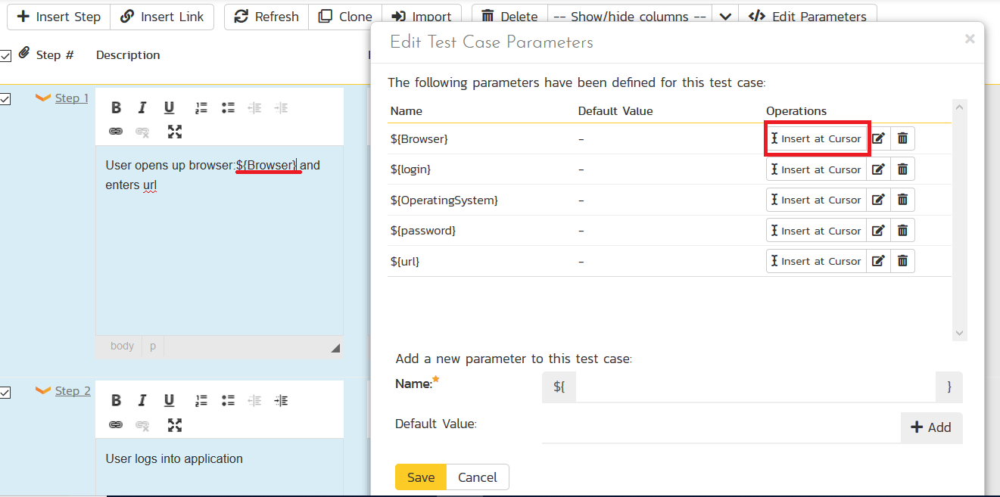 Insert Step Insert Link Refresh Clone Import Delete -- Show/hide columns -- Edit Parameters
Step # Description
Step 1
B I U
User opens up browser:${Browser} and
enters url
body p
Step 2
B I U
User logs into application
Edit Test Case Parameters ×
The following parameters have been defined for this test case:
Name Default Value Operations
${Browser} – Insert at Cursor
${login} – Insert at Cursor
${OperatingSystem} – Insert at Cursor
${password} – Insert at Cursor
${url} – Insert at Cursor
Add a new parameter to this test case:
Name: ${ }
Default Value: Add
Save Cancel